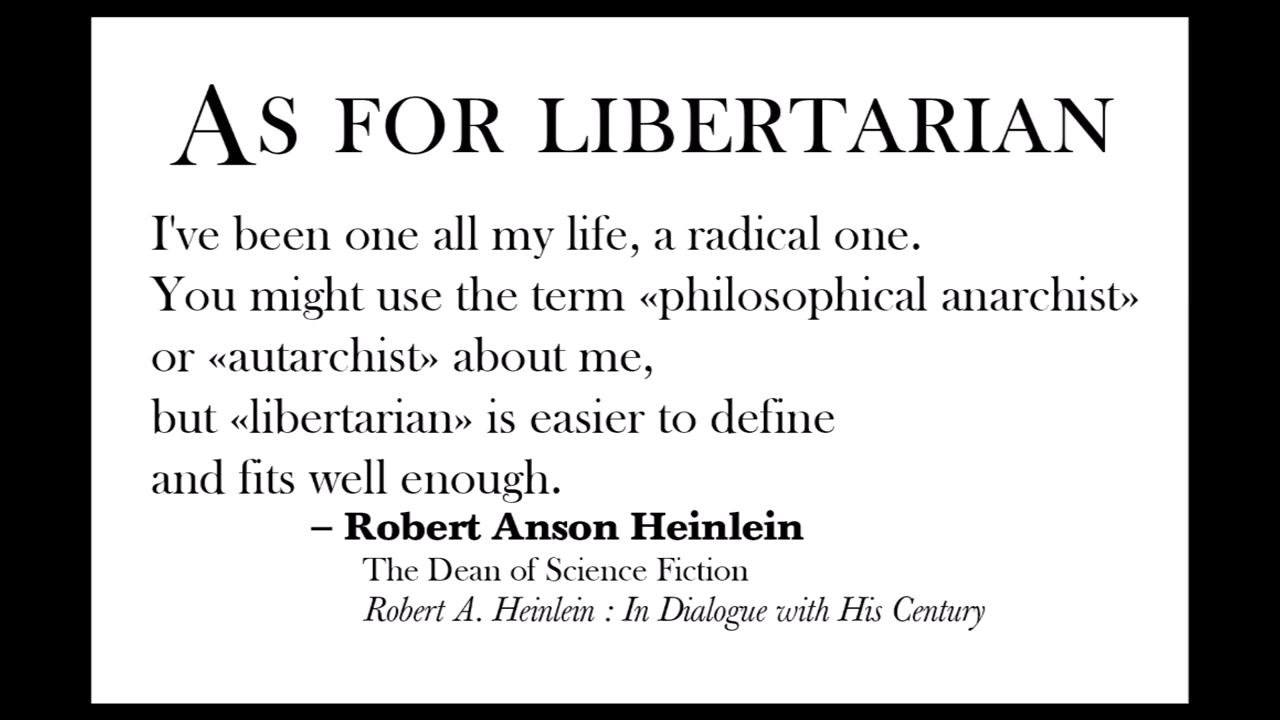 AS FOR LIBERTARIAN
I've been one all my life, a radical one.
You might use the term «philosophical anarchist»
or «autarchist» about me,
but «libertarian» is easier to define
and fits well enough.
– Robert Anson Heinlein
The Dean of Science Fiction
Robert A. Heinlein : In Dialogue with His Century